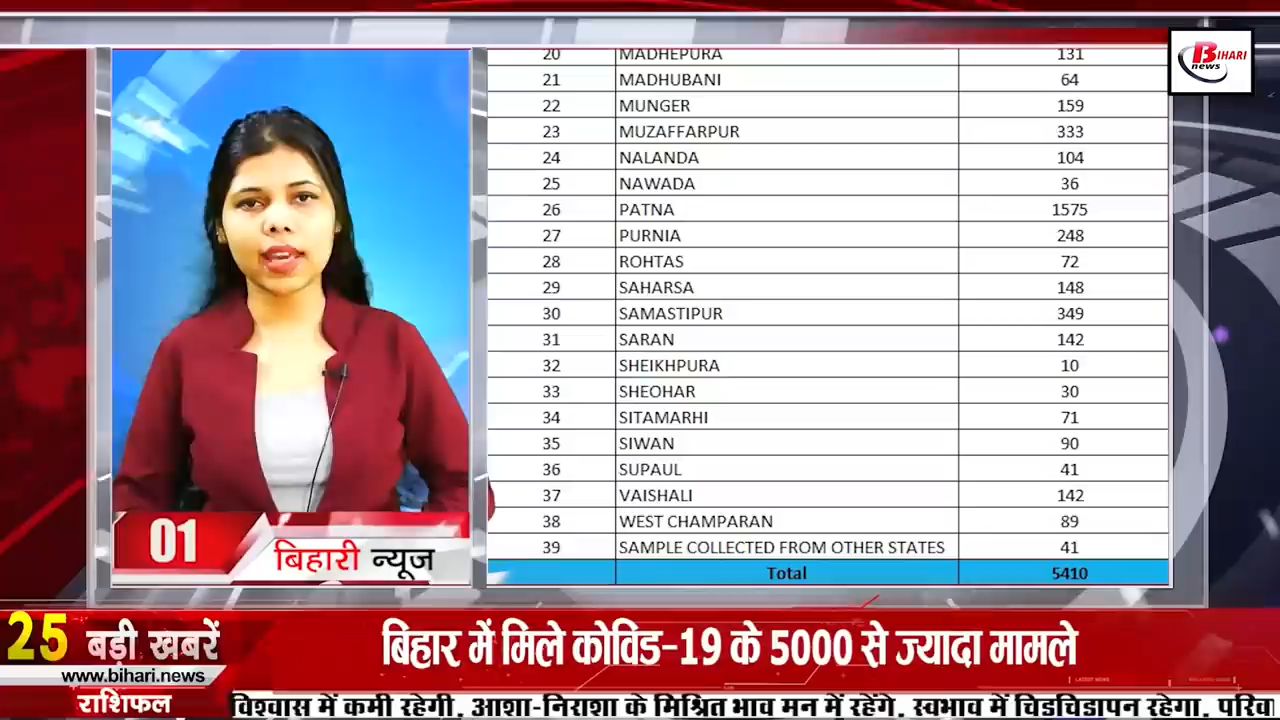 20 MADHEPURA 131
21 MADHUBANI 64
22 MUNGER 159
23 MUZAFFARPUR 333
24 NALANDA 104
25 NAWADA 36
26 PATNA 1575
27 PURNIA 248
28 ROHTAS 72
29 SAHARSA 148
30 SAMASTIPUR 349
31 SARAN 142
32 SHEIKHPURA 10
33 SHEOHAR 30
34 SITAMARHI 71
35 SIWAN 90
36 SUPAUL 41
37 VAISHALI 142
38 WEST CHAMPARAN 89
39 SAMPLE COLLECTED FROM OTHER STATES 41
Total 5410
BIHARI
news
01
बिहारी न्यूज
25 बड़ी खबरें
www.bihari.news
बिहार में मिले कोविड-19 के 5000 से ज्यादा मामले
LATEST NEWS
राशिफल
विश्वास में कमी रहेगी, आशा-निराशा के मिश्रित भाव मन में रहेंगे, स्वभाव में चिडचिडापन रहेगा, परिवा